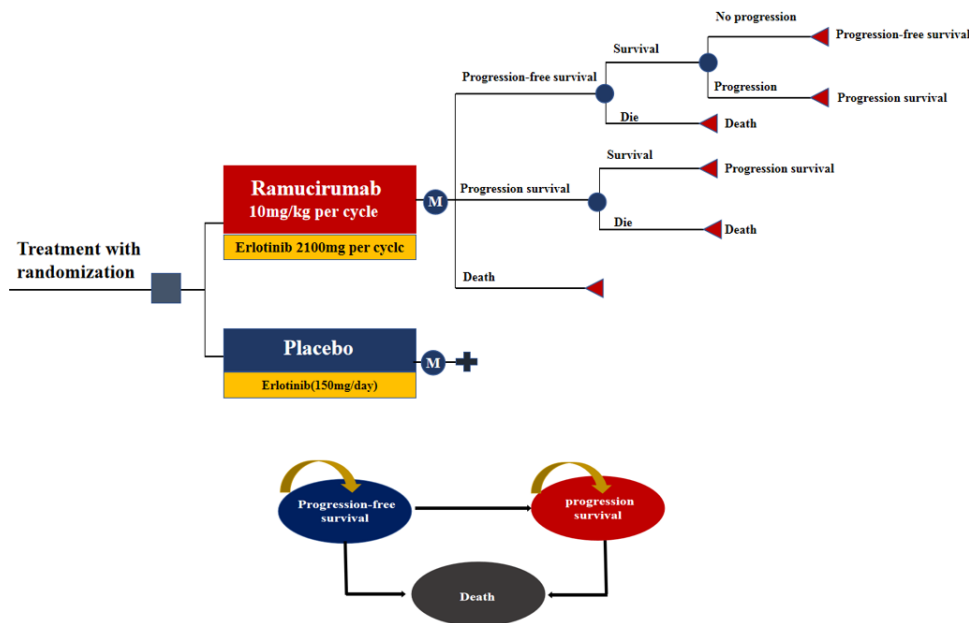 No progression
Progression-free survival
Survival
Progression-free survival
Progression
Progression survival
Die
Death
Survival
Progression survival
Ramucirumab
10mg/kg per cycle
M
Progression survival
Erlotinib 2100mg per cyclc
Die
Death
Treatment with
randomization
Death
Placebo
M
Erlotinib(150mg/day)
Progression-free
survival
progression
survival
Death